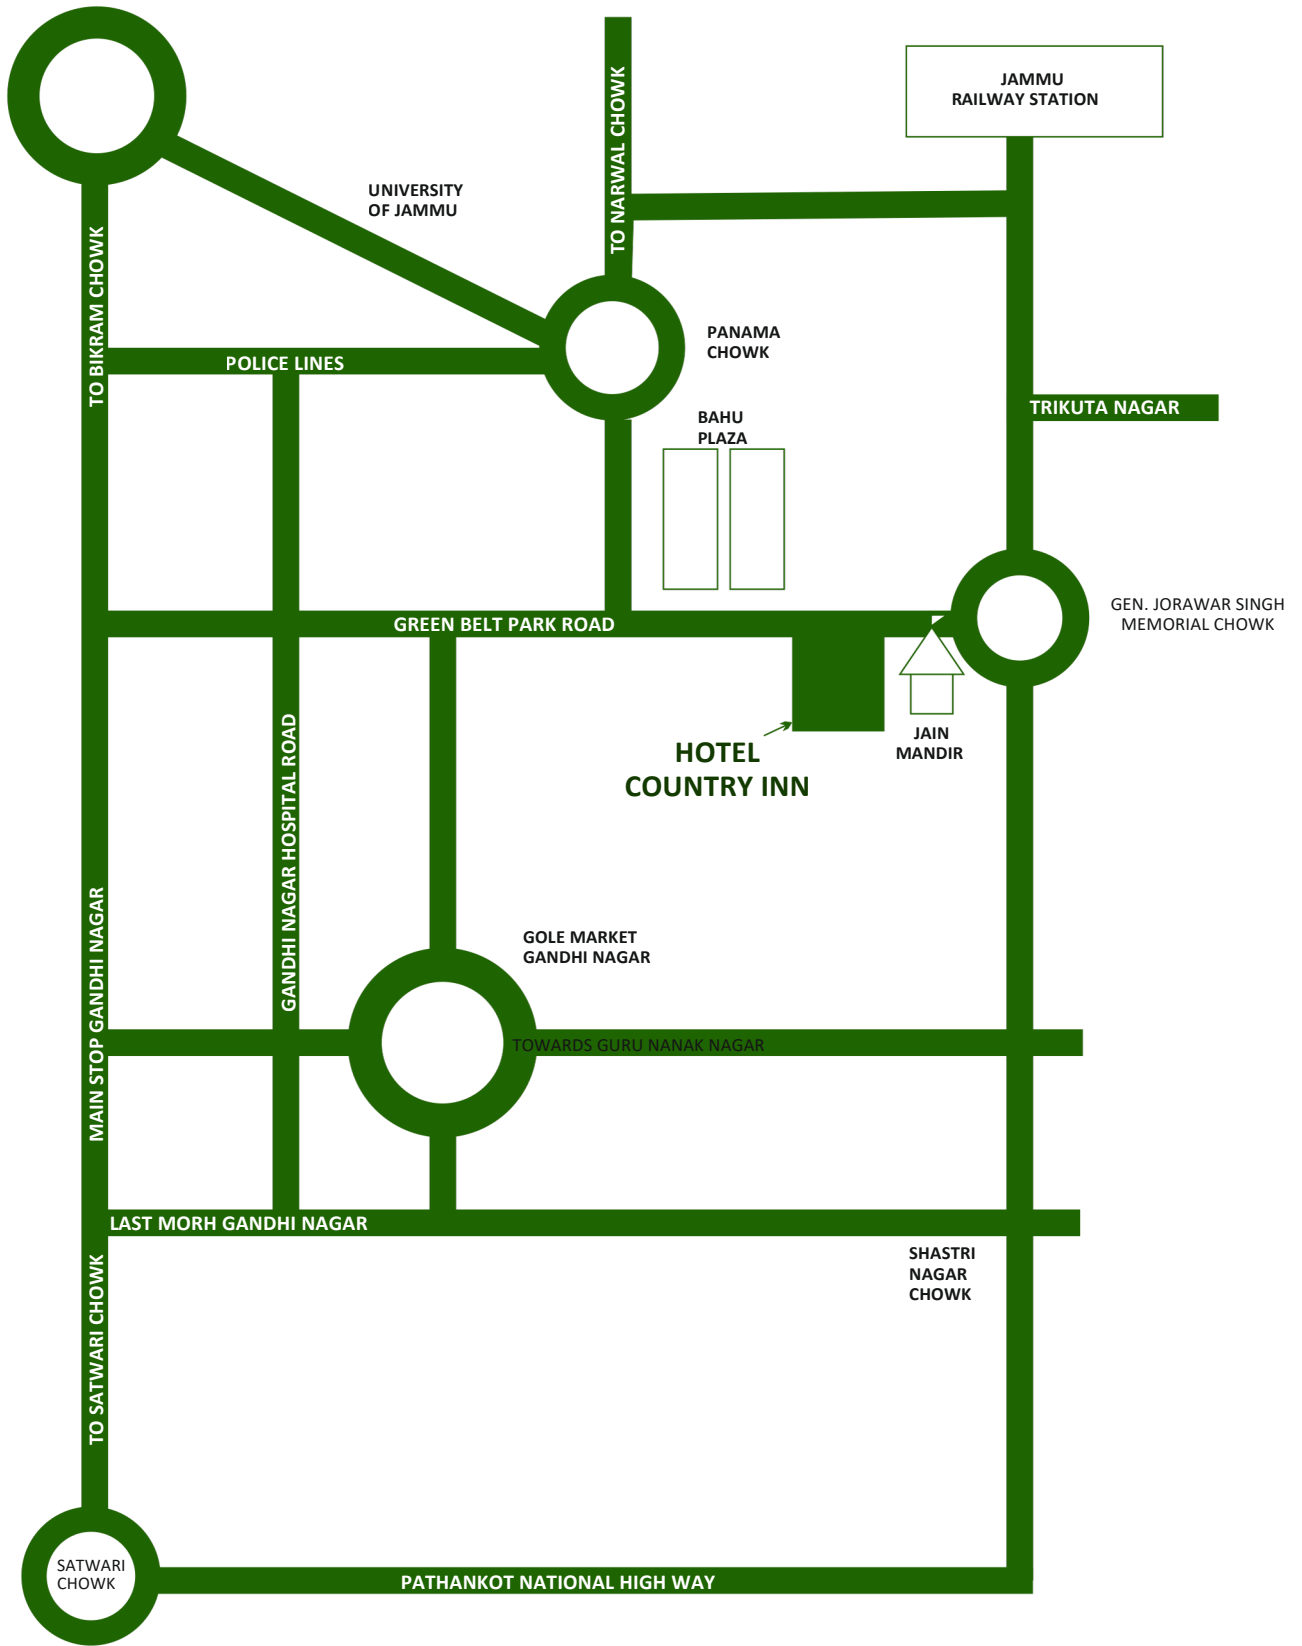 JAMMU
RAILWAY STATION
TO NARWAL CHOWK
UNIVERSITY
OF JAMMU
TO BIKRAM CHOWK
PANAMA
CHOWK
POLICE LINES
TRIKUTA NAGAR
BAHU
PLAZA
GEN. JORAWAR SINGH
MEMORIAL CHOWK
GREEN BELT PARK ROAD
JAIN
MANDIR
HOTEL
COUNTRY INN
GANDHI NAGAR HOSPITAL ROAD
MAIN STOP GANDHI NAGAR
GOLE MARKET
GANDHI NAGAR
TOWARDS GURU NANAK NAGAR
LAST MORH GANDHI NAGAR
SHASTRI
NAGAR
CHOWK
TO SATWARI CHOWK
SATWARI
CHOWK
PATHANKOT NATIONAL HIGH WAY